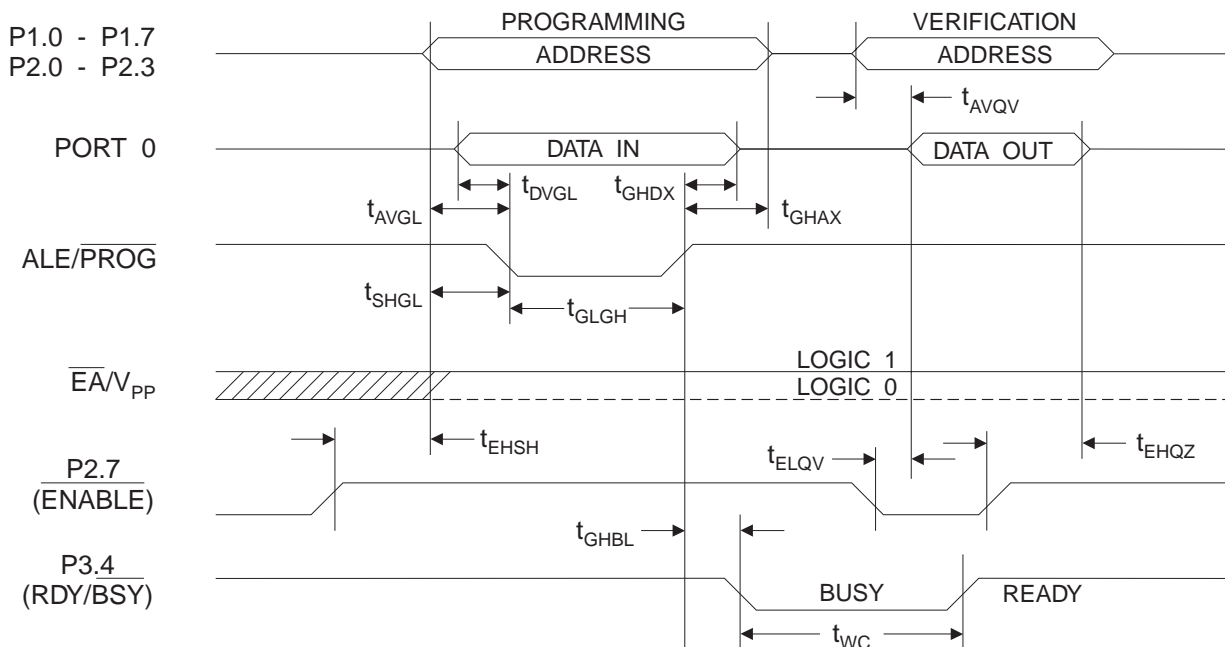 PROGRAMMING
VERIFICATION
P1.0 - P1.7
P2.0 - P2.3
ADDRESS
ADDRESS
tAVQV
PORT 0
DATA IN
DATA OUT
tDVGL
tGHDX
tAVGL
tGHAX
ALE/PROG
tSHGL
tGLGH
EA/VPP
LOGIC 1
LOGIC 0
tEHSH
tELQV
tEHQZ
P2.7
(ENABLE)
tGHBL
P3.4
(RDY/BSY)
BUSY
READY
tWC